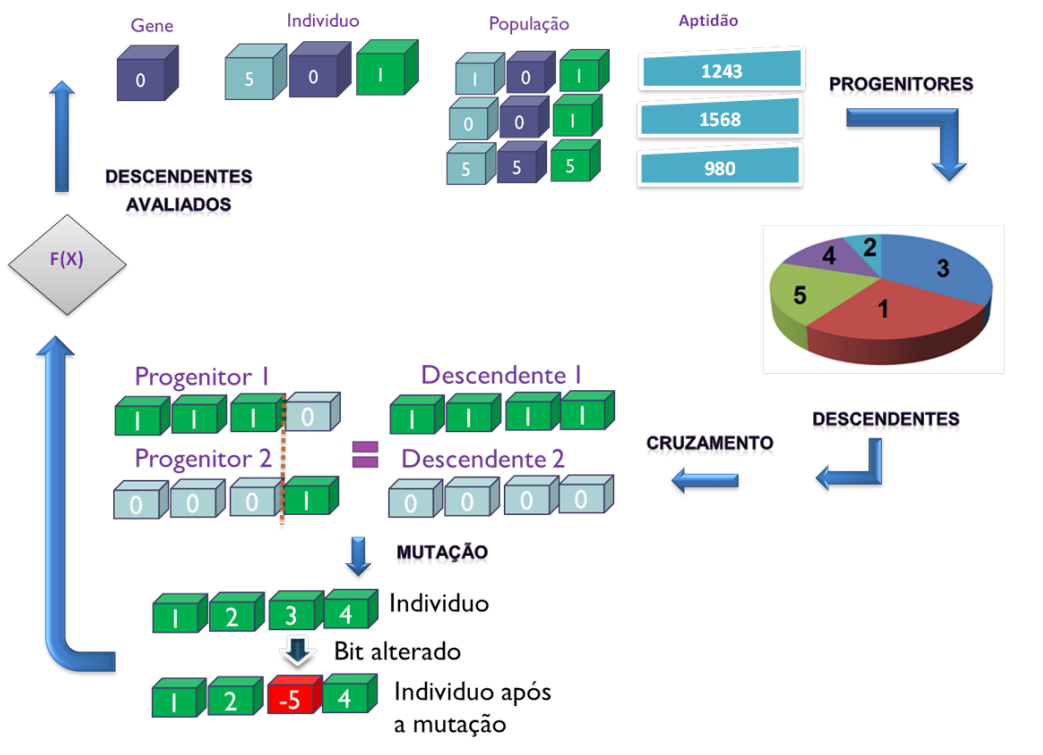 Gene
Individuo
População
Aptidão
0
5 0 1
1 0 1
0 0 1
5 5 5
1243
1568
980
PROGENITORES
DESCENDENTES
AVALIADOS
F(X)
2
4
3
5
1
Progenitor 1
Descendente 1
1 1 1 0
1 1 1 1
DESCENDENTES
CRUZAMENTO
Progenitor 2
Descendente 2
0 0 0 1
0 0 0 0
MUTAÇÃO
1 2 3 4
Individuo
Bit alterado
1 2 -5 4
Individuo após
a mutação